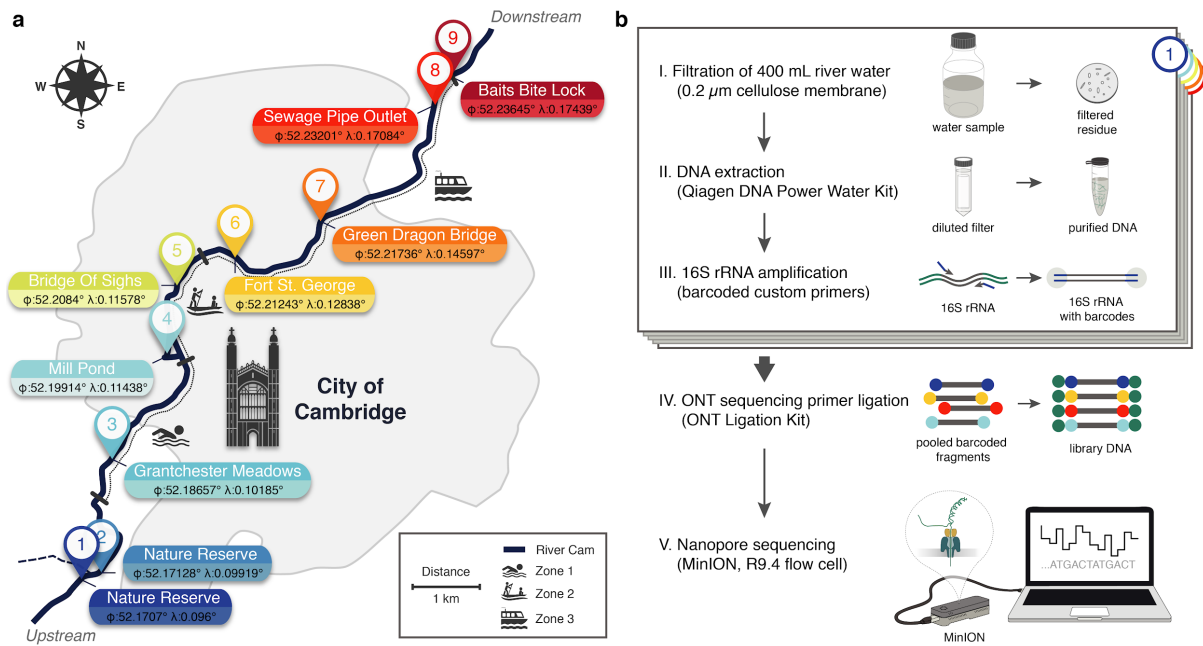 a
Downstream
N
W
E
S
9
8
Baits Bite Lock
φ:52.23645° λ:0.17439°
Sewage Pipe Outlet
φ:52.23201° λ:0.17084°
7
6
Green Dragon Bridge
φ:52.21736° λ:0.14597°
5
Bridge Of Sighs
φ:52.2084° λ:0.11578°
Fort St. George
φ:52.21243° λ:0.12838°
4
Mill Pond
φ:52.19914° λ:0.11438°
City of
Cambridge
3
Grantchester Meadows
φ:52.18657° λ:0.10185°
1
2
Nature Reserve
φ:52.17128° λ:0.09919°
Nature Reserve
φ:52.1707° λ:0.096°
Upstream
Distance
1 km
River Cam
Zone 1
Zone 2
Zone 3
b
1
I. Filtration of 400 mL river water
(0.2 µm cellulose membrane)
water sample
filtered
residue
II. DNA extraction
(Qiagen DNA Power Water Kit)
diluted filter
purified DNA
III. 16S rRNA amplification
(barcoded custom primers)
16S rRNA
16S rRNA
with barcodes
IV. ONT sequencing primer ligation
(ONT Ligation Kit)
pooled barcoded
fragments
library DNA
V. Nanopore sequencing
(MinION, R9.4 flow cell)
...ATGACTATGACT
MinION